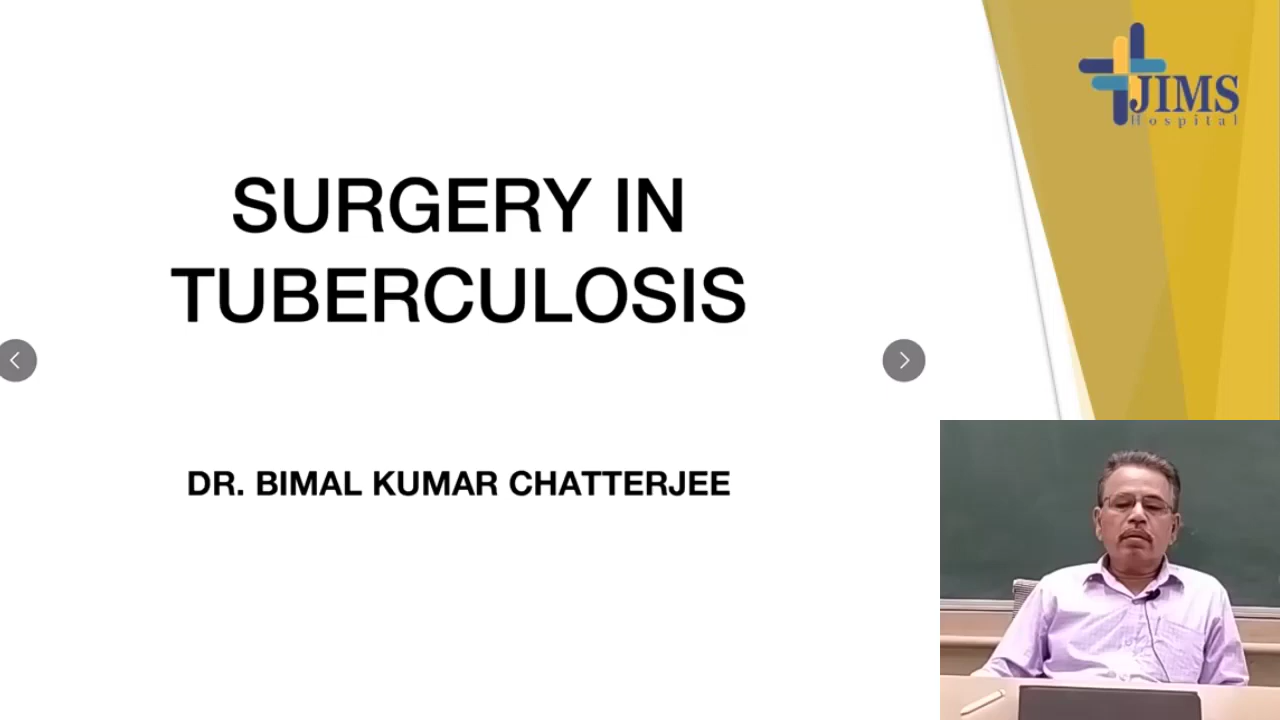 JIMS
Hospital
SURGERY IN
TUBERCULOSIS
DR. BIMAL KUMAR CHATTERJEE